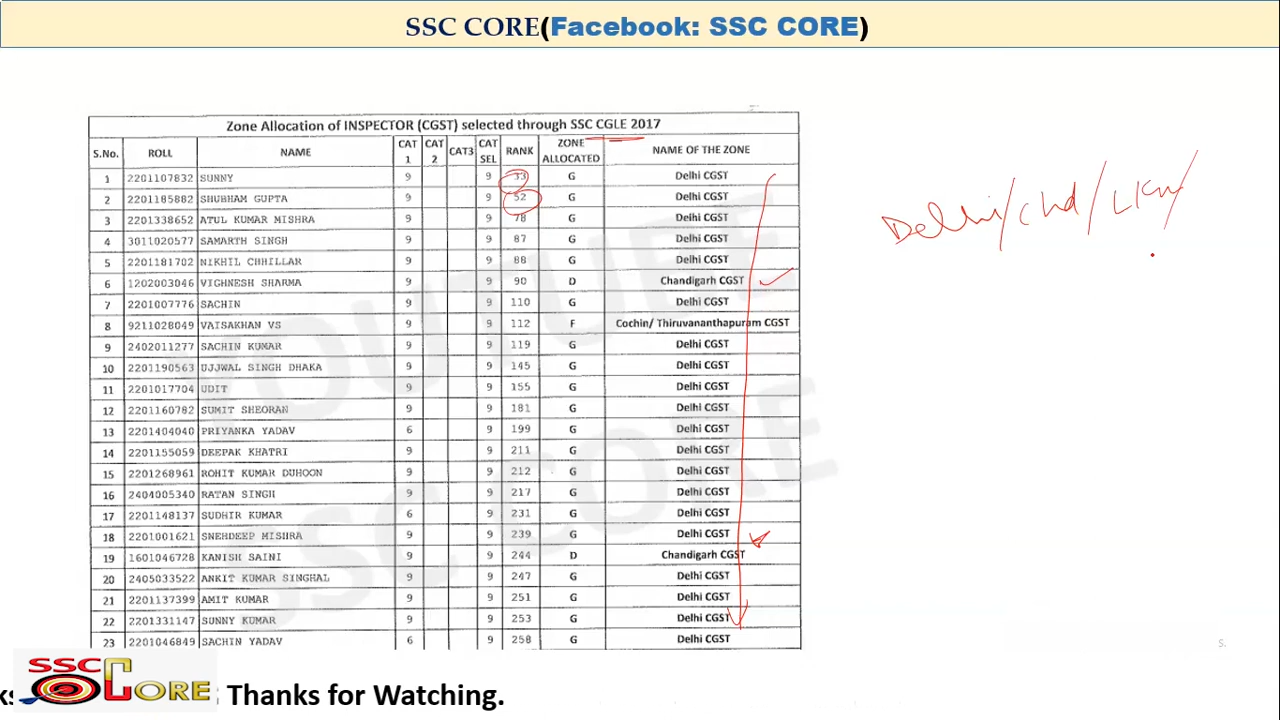 SSC CORE(Facebook: SSC CORE)
Zone Allocation of INSPECTOR (CGST) selected through SSC CGLE 2017
S.No. ROLL NAME CAT 1 CAT 2 CAT3 CAT SEL RANK ZONE ALLOCATED NAME OF THE ZONE
1 2201107832 SUNNY 9 9 33 G Delhi CGST
2 2201185882 SHUBHAM GUPTA 9 9 52 G Delhi CGST
3 2201338652 ATUL KUMAR MISHRA 9 9 78 G Delhi CGST
4 3011020577 SAMARTH SINGH 9 9 87 G Delhi CGST
5 2201181702 NIKHIL CHHILLAR 9 9 88 G Delhi CGST
6 1202003046 VIGHNESH SHARMA 9 9 90 D Chandigarh CGST
7 2201007776 SACHIN 9 9 110 G Delhi CGST
8 9211028049 VAISAKHAN VS 9 9 112 F Cochin/ Thiruvananthapuram CGST
9 2402011277 SACHIN KUMAR 9 9 119 G Delhi CGST
10 2201190563 UJJWAL SINGH DHAKA 9 9 145 G Delhi CGST
11 2201017704 UDIT 9 9 155 G Delhi CGST
12 2201160782 SUMIT SHEORAN 9 9 181 G Delhi CGST
13 2201404040 PRIYANKA YADAV 6 9 199 G Delhi CGST
14 2201155059 DEEPAK KHATRI 9 9 211 G Delhi CGST
15 2201268961 ROHIT KUMAR DUHOON 9 9 212 G Delhi CGST
16 2404005340 RATAN SINGH 9 9 217 G Delhi CGST
17 2201148137 SUDHIR KUMAR 6 9 231 G Delhi CGST
18 2201001621 SNEHDEEP MISHRA 9 9 239 G Delhi CGST
19 1601046728 KANISH SAINI 9 9 244 D Chandigarh CGST
20 2405033522 ANKIT KUMAR SINGHAL 9 9 247 G Delhi CGST
21 2201137399 AMIT KUMAR 9 9 251 G Delhi CGST
22 2201331147 SUNNY KUMAR 9 9 253 G Delhi CGST
23 2201046849 SACHIN YADAV 6 9 258 G Delhi CGST
Delhi/Chd/LKW/
YOUTUBE
SSC CORE
5.
SSC CORE
Thanks for Watching.